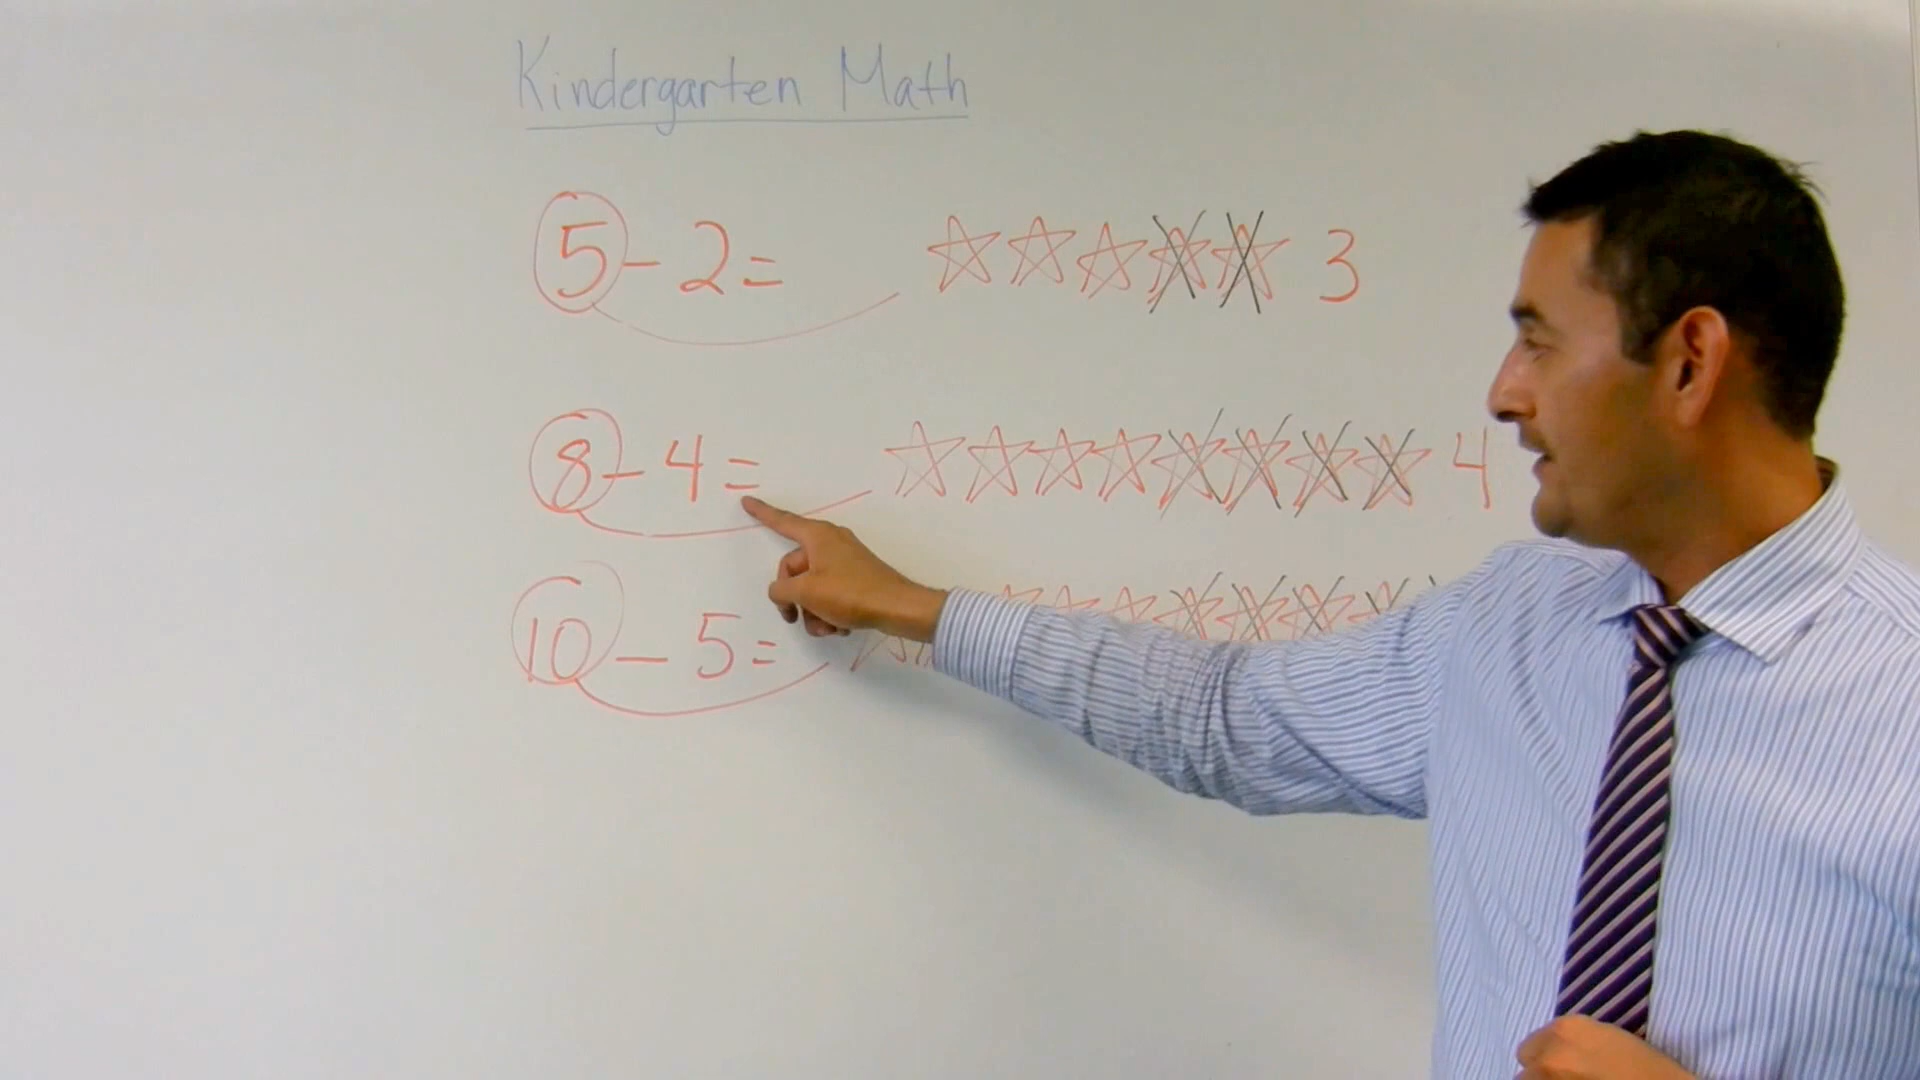 Kindergarten Math
5 - 2 = 3
8 - 4 = 4
10 - 5 =